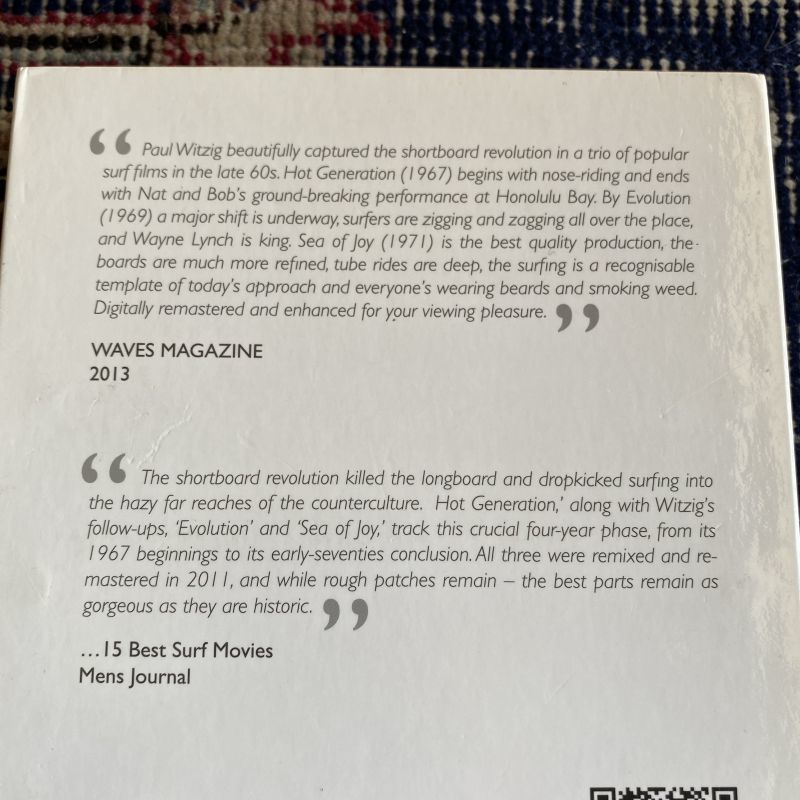 “ Paul Witzig beautifully captured the shortboard revolution in a trio of popular
surf films in the late 60s. Hot Generation (1967) begins with nose-riding and ends
with Nat and Bob's ground-breaking performance at Honolulu Bay. By Evolution
(1969) a major shift is underway, surfers are zigging and zagging all over the place,
and Wayne Lynch is king. Sea of Joy (1971) is the best quality production, the
boards are much more refined, tube rides are deep, the surfing is a recognisable
template of today's approach and everyone's wearing beards and smoking weed.
Digitally remastered and enhanced for your viewing pleasure. ”
WAVES MAGAZINE
2013
“ The shortboard revolution killed the longboard and dropkicked surfing into
the hazy far reaches of the counterculture. Hot Generation,' along with Witzig's
follow-ups, 'Evolution' and 'Sea of Joy,' track this crucial four-year phase, from its
1967 beginnings to its early-seventies conclusion. All three were remixed and re-
mastered in 2011, and while rough patches remain – the best parts remain as
gorgeous as they are historic. ”
...15 Best Surf Movies
Mens Journal